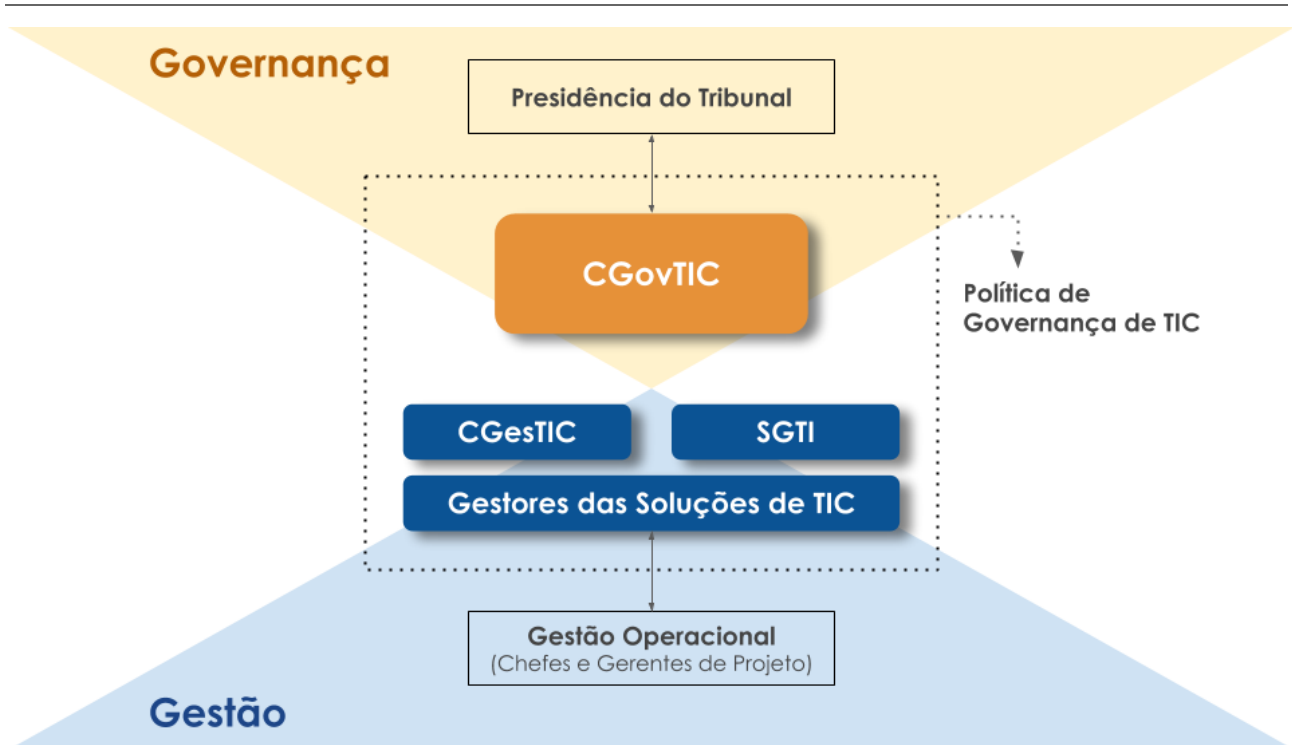 Governança
Presidência do Tribunal
CGovTIC
Política de
Governança de TIC
CGesTIC
SGTI
Gestores das Soluções de TIC
Gestão Operacional
(Chefes e Gerentes de Projeto)
Gestão